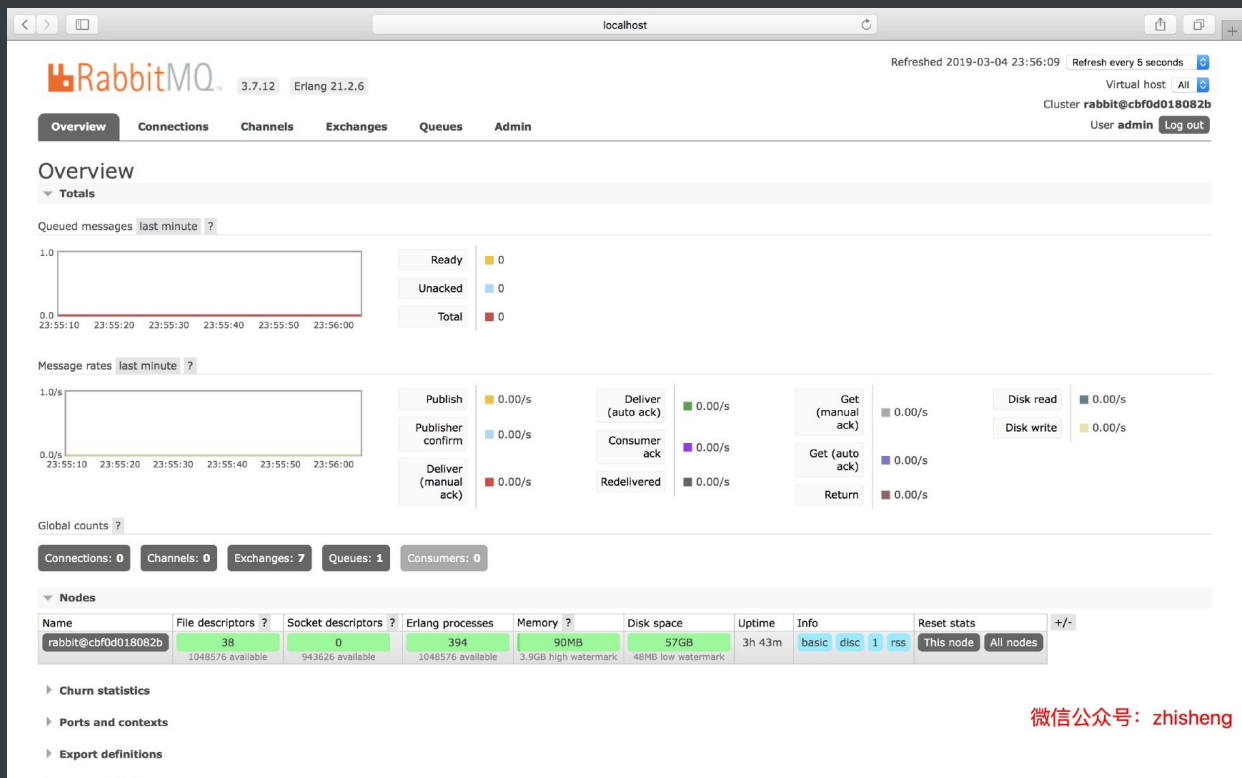 localhost
RabbitMQ 3.7.12 Erlang 21.2.6
Refreshed 2019-03-04 23:56:09 Refresh every 5 seconds
Virtual host All
Cluster rabbit@cbf0d018082b
User admin Log out
Overview Connections Channels Exchanges Queues Admin
Overview
Totals
Queued messages last minute ?
1.0
0.0
23:55:10 23:55:20 23:55:30 23:55:40 23:55:50 23:56:00
Ready 0
Unacked 0
Total 0
Message rates last minute ?
1.0/s
0.0/s
23:55:10 23:55:20 23:55:30 23:55:40 23:55:50 23:56:00
Publish 0.00/s
Publisher
confirm 0.00/s
Deliver
(manual
ack) 0.00/s
Deliver
(auto ack) 0.00/s
Consumer
ack 0.00/s
Redelivered 0.00/s
Get
(manual
ack) 0.00/s
Get (auto
ack) 0.00/s
Return 0.00/s
Disk read 0.00/s
Disk write 0.00/s
Global counts ?
Connections: 0 Channels: 0 Exchanges: 7 Queues: 1 Consumers: 0
Nodes
Name File descriptors ? Socket descriptors ? Erlang processes Memory ? Disk space Uptime Info Reset stats +/-
rabbit@cbf0d018082b 38 0 394 90MB 57GB 3h 43m basic disc 1 rss This node All nodes
1048576 available 943626 available 1048576 available 3.9GB high watermark 48MB low watermark
Churn statistics
Ports and contexts
Export definitions
微信公众号：zhisheng